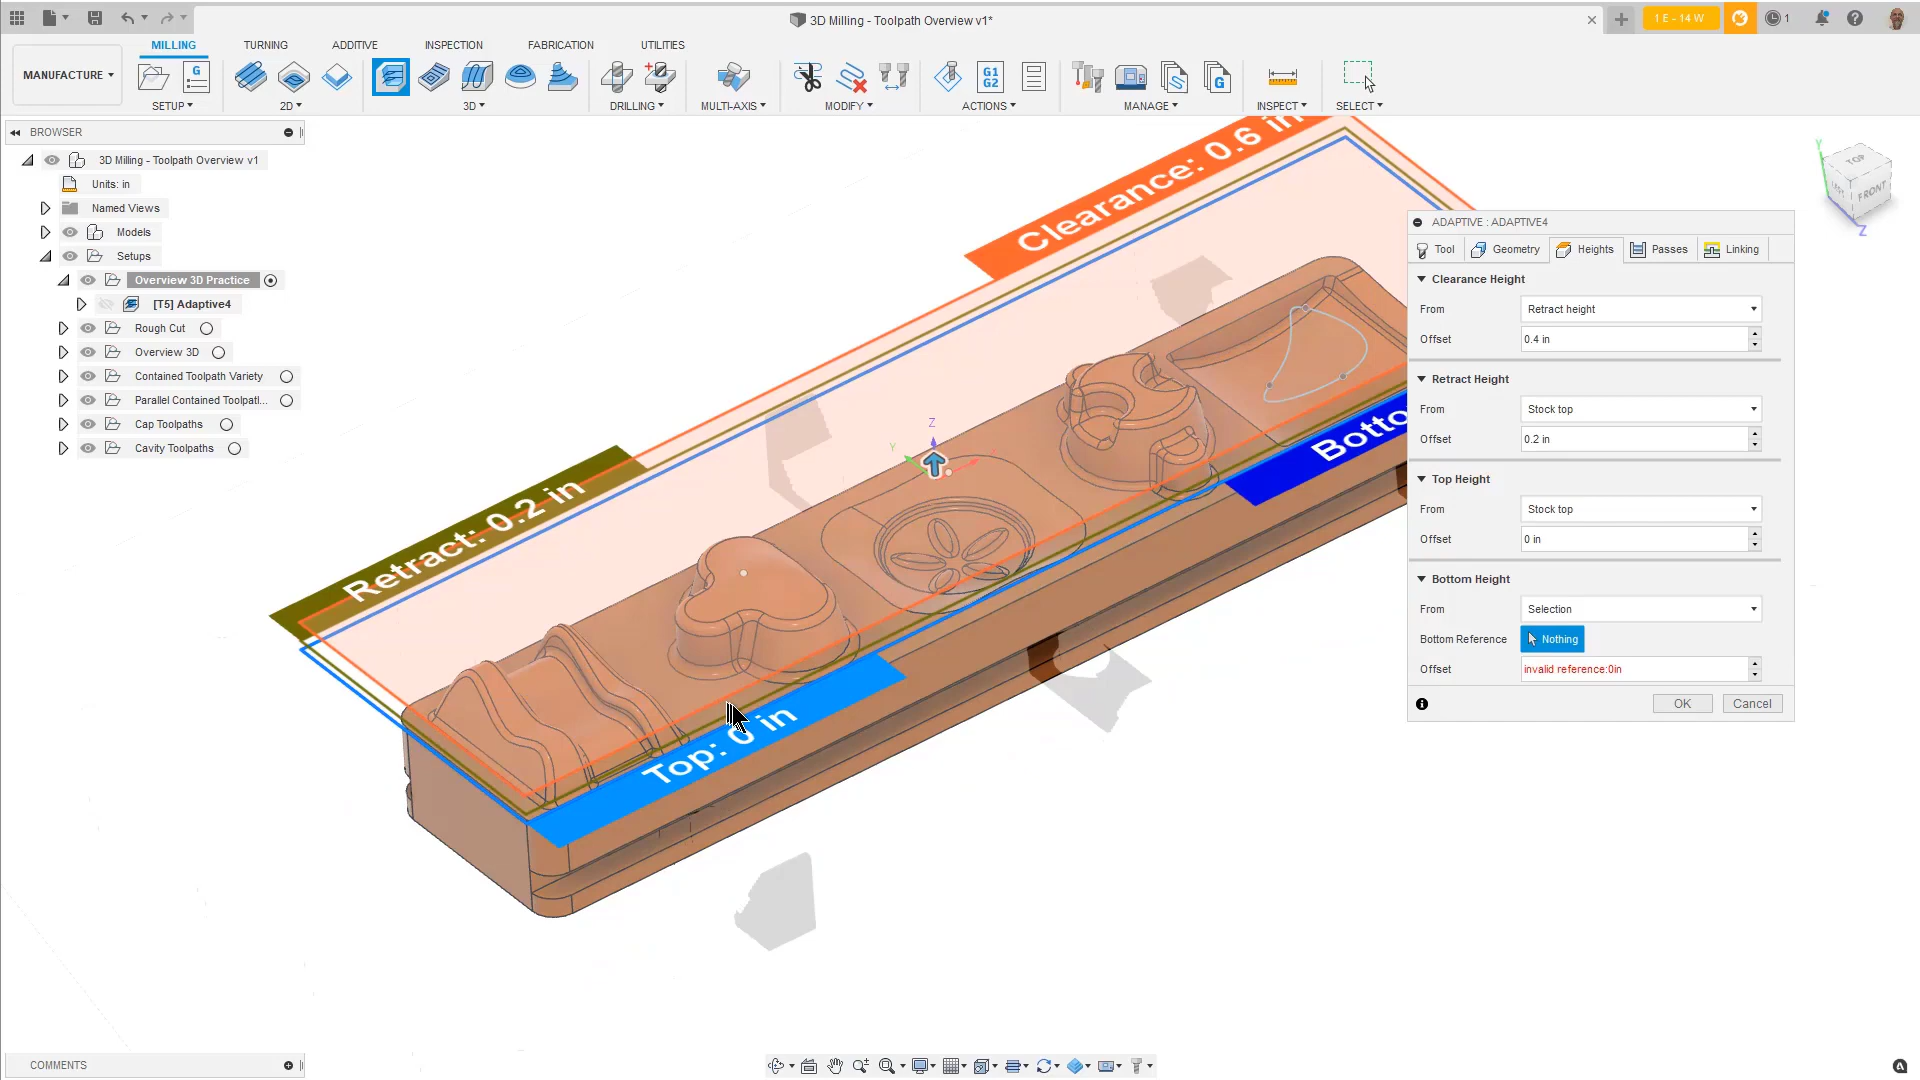 3D Milling - Toolpath Overview v1*
1 E - 14 W
1
MILLING
TURNING
ADDITIVE
INSPECTION
FABRICATION
UTILITIES
MANUFACTURE
G
G1
G2
G
SETUP
2D
3D
DRILLING
MULTI-AXIS
MODIFY
ACTIONS
MANAGE
INSPECT
SELECT
BROWSER
3D Milling - Toolpath Overview v1
Units: in
Named Views
Models
Setups
Overview 3D Practice
[T5] Adaptive4
Rough Cut
Overview 3D
Contained Toolpath Variety
Parallel Contained Toolpatl...
Cap Toolpaths
Cavity Toolpaths
Clearance: 0.6 in
Retract: 0.2 in
Top: 0 in
Botto
Z
Y
Y
TOP
LEFT
FRONT
Z
ADAPTIVE : ADAPTIVE4
Tool
Geometry
Heights
Passes
Linking
Clearance Height
From
Retract height
Offset
0.4 in
Retract Height
From
Stock top
Offset
0.2 in
Top Height
From
Stock top
Offset
0 in
Bottom Height
From
Selection
Bottom Reference
Nothing
Offset
invalid reference:0in
OK
Cancel
COMMENTS